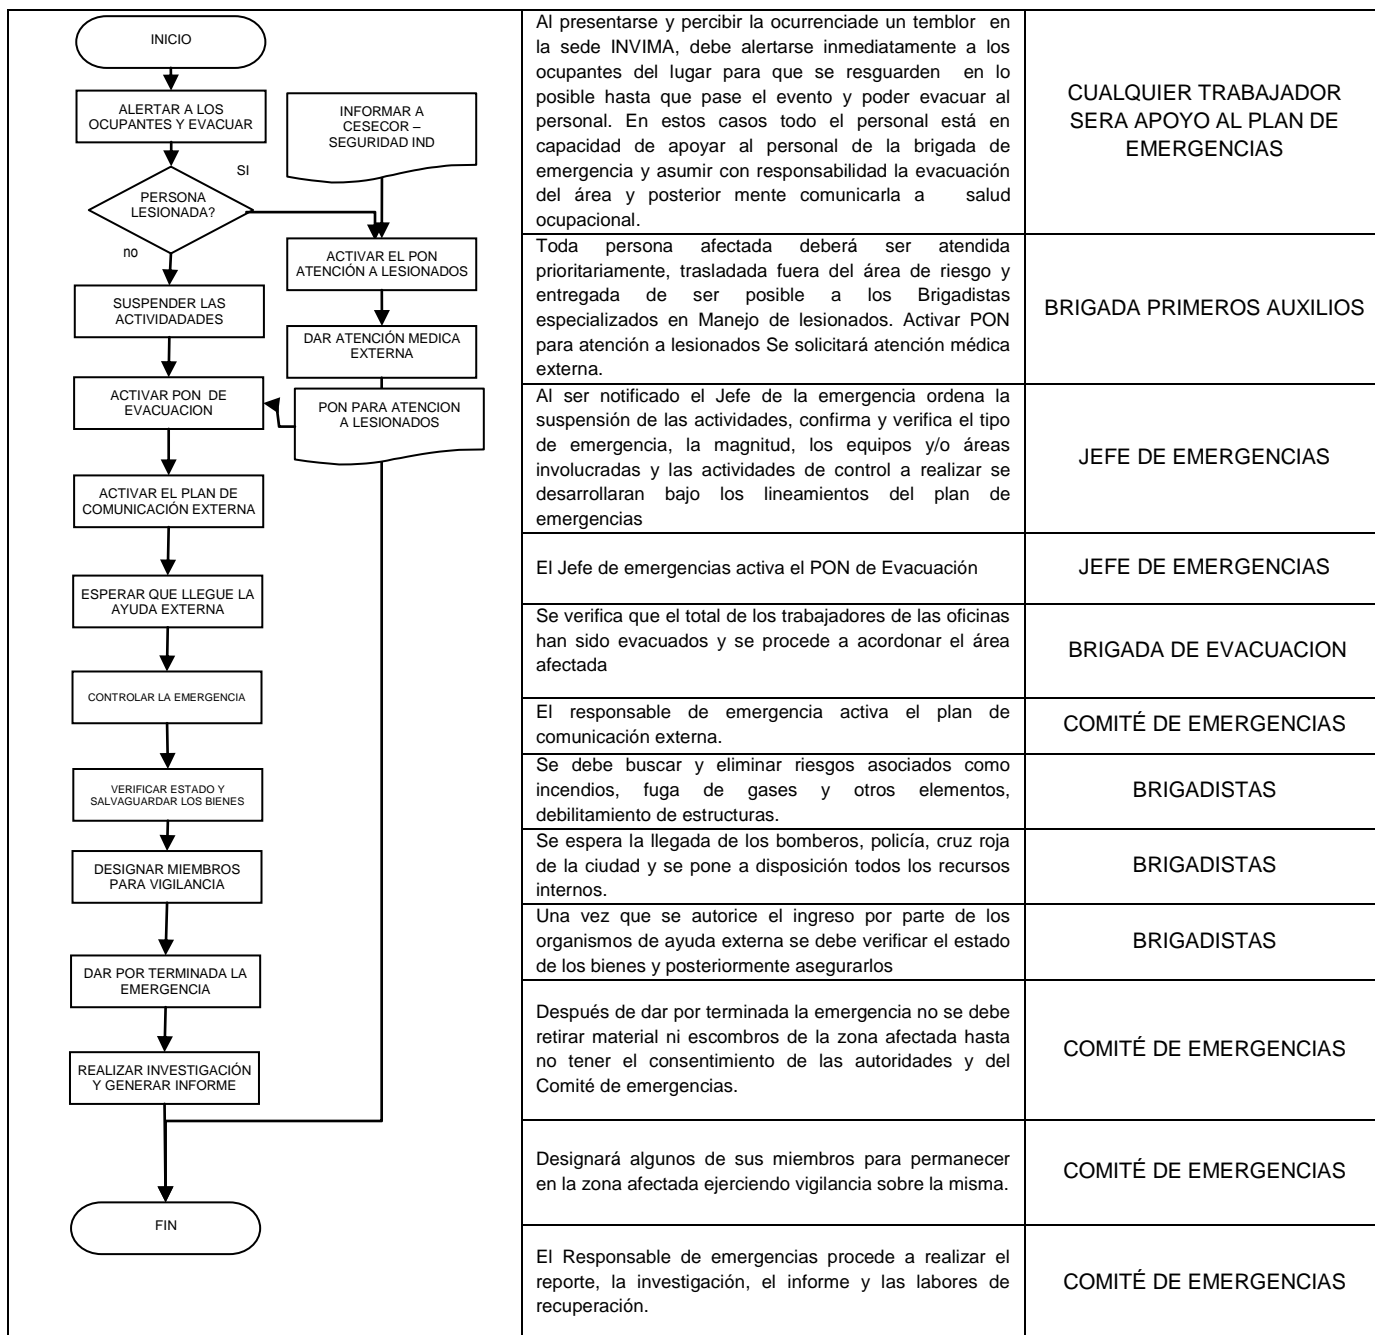 INICIO
ALERTAR A LOS
OCUPANTES Y EVACUAR
INFORMAR A
CESECOR –
SEGURIDAD IND
SI
PERSONA
LESIONADA?
no
ACTIVAR EL PON
ATENCIÓN A LESIONADOS
SUSPENDER LAS
ACTIVIDADADES
DAR ATENCIÓN MEDICA
EXTERNA
ACTIVAR PON DE
EVACUACION
PON PARA ATENCION
A LESIONADOS
ACTIVAR EL PLAN DE
COMUNICACIÓN EXTERNA
ESPERAR QUE LLEGUE LA
AYUDA EXTERNA
CONTROLAR LA EMERGENCIA
VERIFICAR ESTADO Y
SALVAGUARDAR LOS BIENES
DESIGNAR MIEMBROS
PARA VIGILANCIA
DAR POR TERMINADA LA
EMERGENCIA
REALIZAR INVESTIGACIÓN
Y GENERAR INFORME
FIN
Al presentarse y percibir la ocurrenciade un temblor en
la sede INVIMA, debe alertarse inmediatamente a los
ocupantes del lugar para que se resguarden en lo
posible hasta que pase el evento y poder evacuar al
personal. En estos casos todo el personal está en
capacidad de apoyar al personal de la brigada de
emergencia y asumir con responsabilidad la evacuación
del área y posterior mente comunicarla a salud
ocupacional.
CUALQUIER TRABAJADOR
SERA APOYO AL PLAN DE
EMERGENCIAS
Toda persona afectada deberá ser atendida
prioritariamente, trasladada fuera del área de riesgo y
entregada de ser posible a los Brigadistas
especializados en Manejo de lesionados. Activar PON
para atención a lesionados Se solicitará atención médica
externa.
BRIGADA PRIMEROS AUXILIOS
Al ser notificado el Jefe de la emergencia ordena la
suspensión de las actividades, confirma y verifica el tipo
de emergencia, la magnitud, los equipos y/o áreas
involucradas y las actividades de control a realizar se
desarrollaran bajo los lineamientos del plan de
emergencias
JEFE DE EMERGENCIAS
El Jefe de emergencias activa el PON de Evacuación
JEFE DE EMERGENCIAS
Se verifica que el total de los trabajadores de las oficinas
han sido evacuados y se procede a acordonar el área
afectada
BRIGADA DE EVACUACION
El responsable de emergencia activa el plan de
comunicación externa.
COMITÉ DE EMERGENCIAS
Se debe buscar y eliminar riesgos asociados como
incendios, fuga de gases y otros elementos,
debilitamiento de estructuras.
BRIGADISTAS
Se espera la llegada de los bomberos, policía, cruz roja
de la ciudad y se pone a disposición todos los recursos
internos.
BRIGADISTAS
Una vez que se autorice el ingreso por parte de los
organismos de ayuda externa se debe verificar el estado
de los bienes y posteriormente asegurarlos
BRIGADISTAS
Después de dar por terminada la emergencia no se debe
retirar material ni escombros de la zona afectada hasta
no tener el consentimiento de las autoridades y del
Comité de emergencias.
COMITÉ DE EMERGENCIAS
Designará algunos de sus miembros para permanecer
en la zona afectada ejerciendo vigilancia sobre la misma.
COMITÉ DE EMERGENCIAS
El Responsable de emergencias procede a realizar el
reporte, la investigación, el informe y las labores de
recuperación.
COMITÉ DE EMERGENCIAS